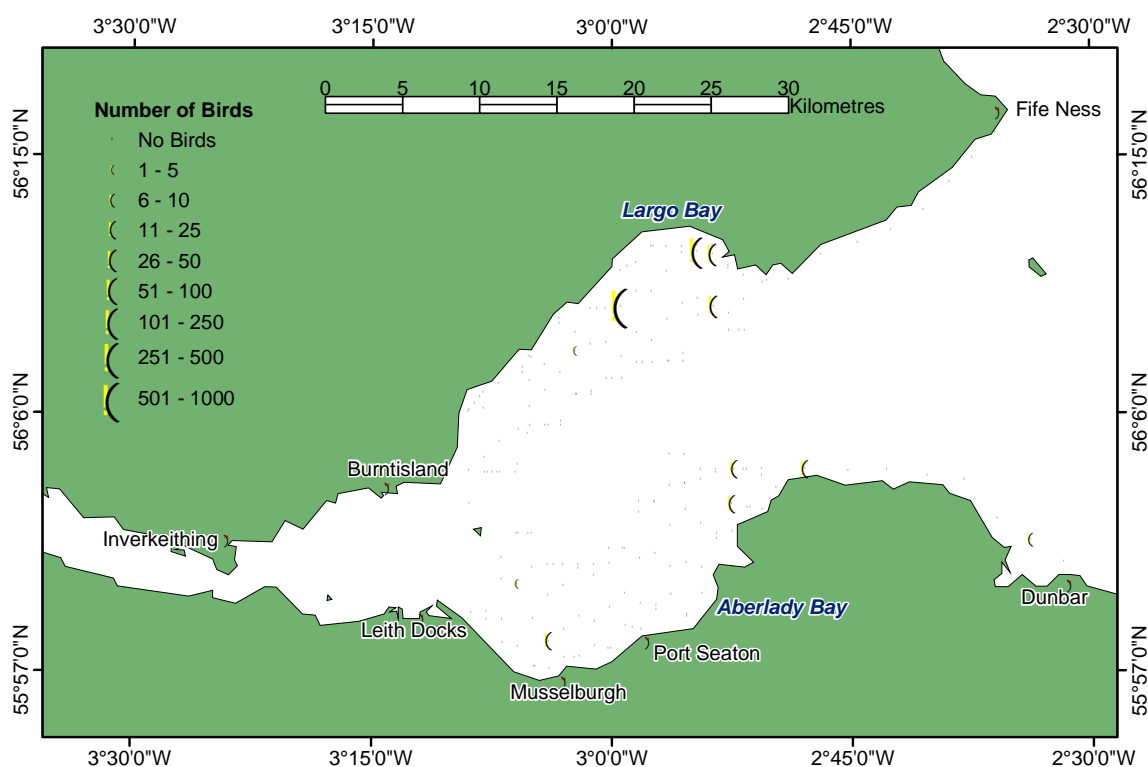 3°30'0"W 3°15'0"W 3°0'0"W 2°45'0"W 2°30'0"W
0 5 10 15 20 25 30
Kilometres
Number of Birds
No Birds
1 - 5
6 - 10
11 - 25
26 - 50
51 - 100
101 - 250
251 - 500
501 - 1000
Fife Ness
56°15'0"N
56°15'0"N
Largo Bay
56°6'0"N
56°6'0"N
Burntisland
Inverkeithing
Dunbar
Aberlady Bay
Leith Docks
Port Seaton
Musselburgh
55°57'0"N
55°57'0"N
3°30'0"W 3°15'0"W 3°0'0"W 2°45'0"W 2°30'0"W